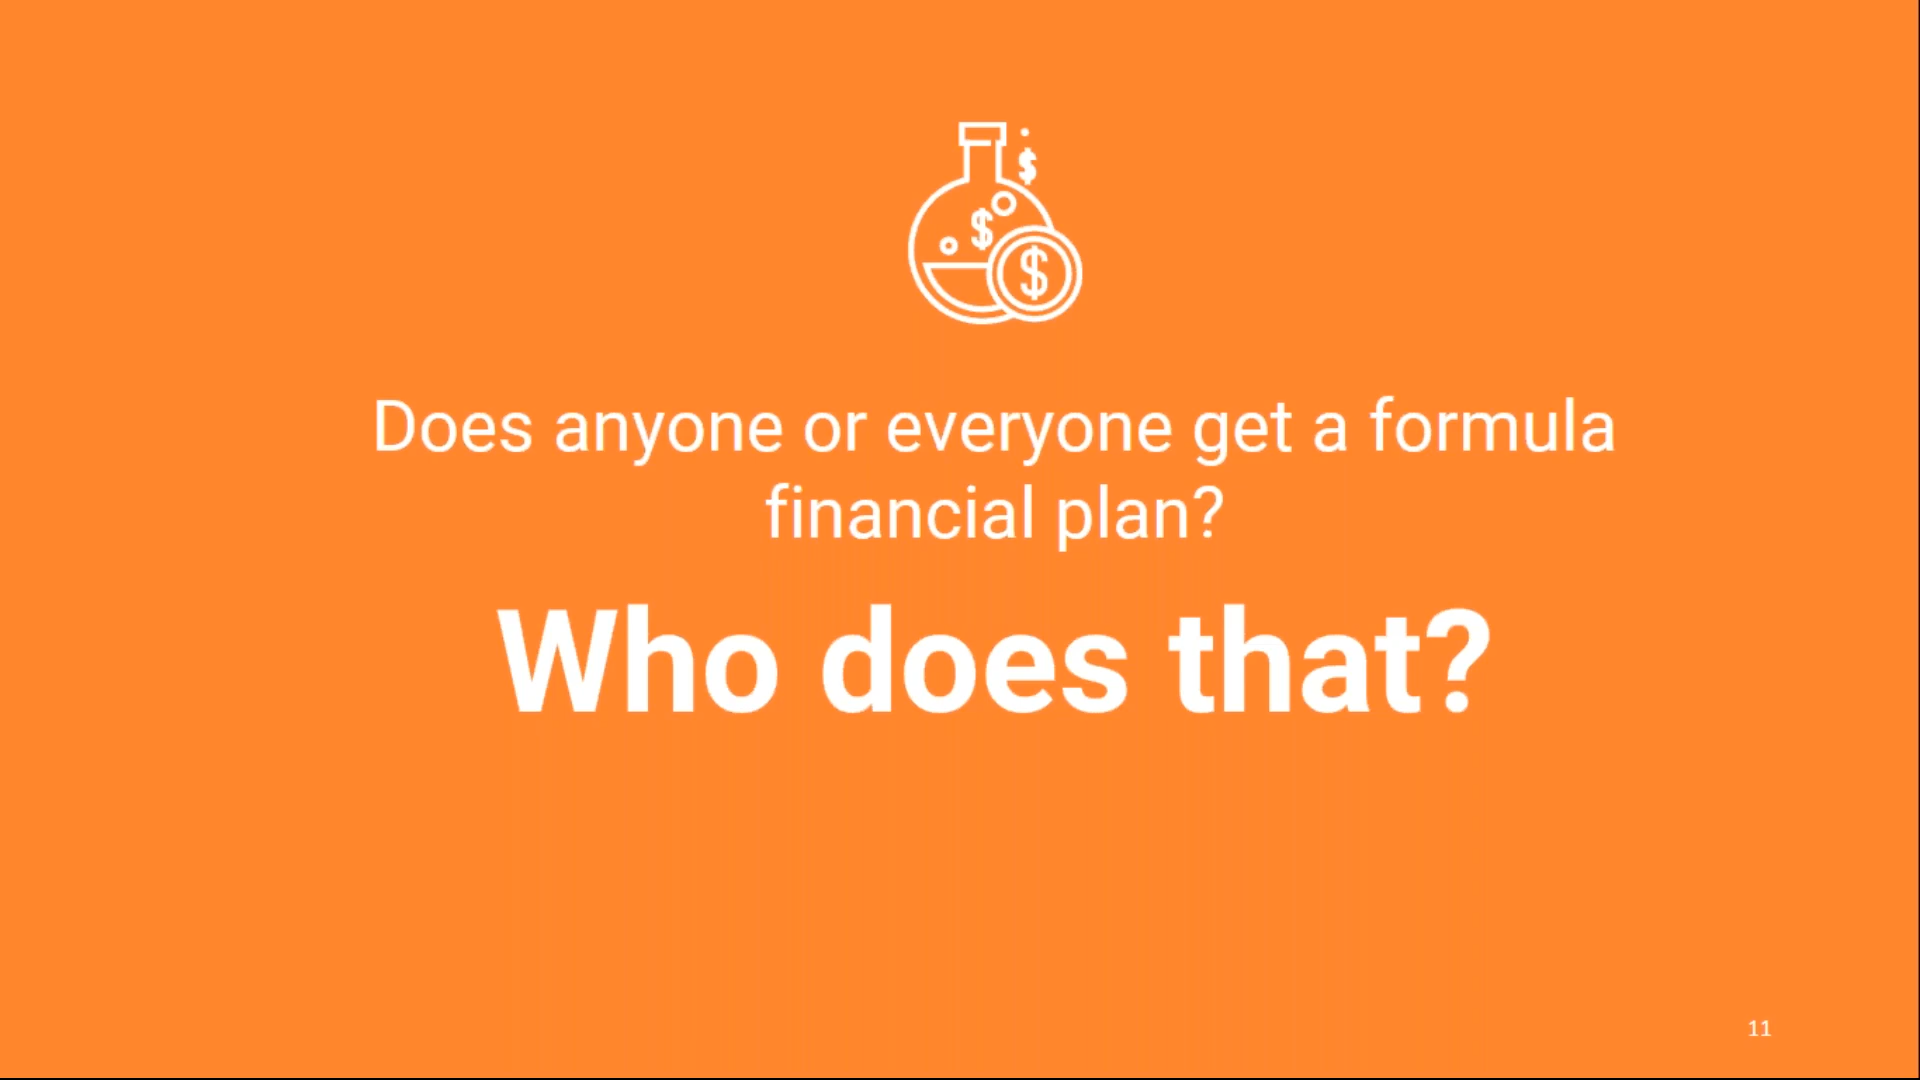 $
$
$
Does anyone or everyone get a formula
financial plan?
Who does that?
11